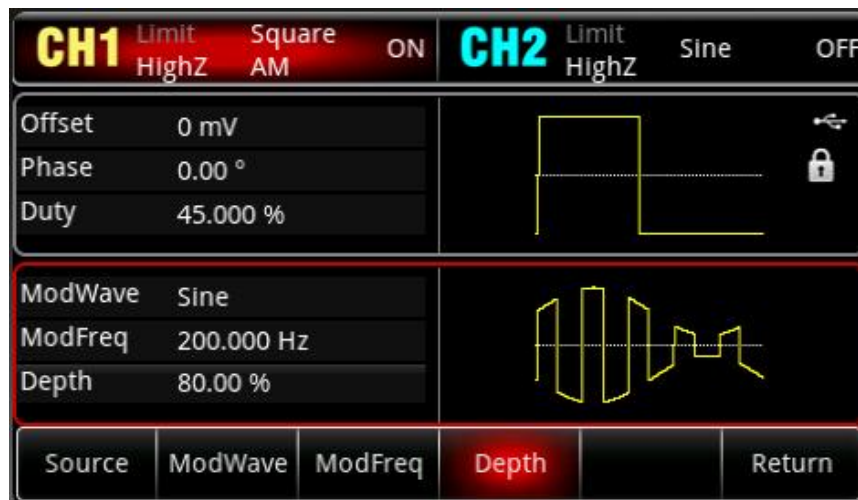 CH1 Limit Square ON CH2 Limit Sine OFF
HighZ AM HighZ
Offset 0 mV
Phase 0.00 °
Duty 45.000 %
ModWave Sine
ModFreq 200.000 Hz
Depth 80.00 %
Source ModWave ModFreq Depth Return